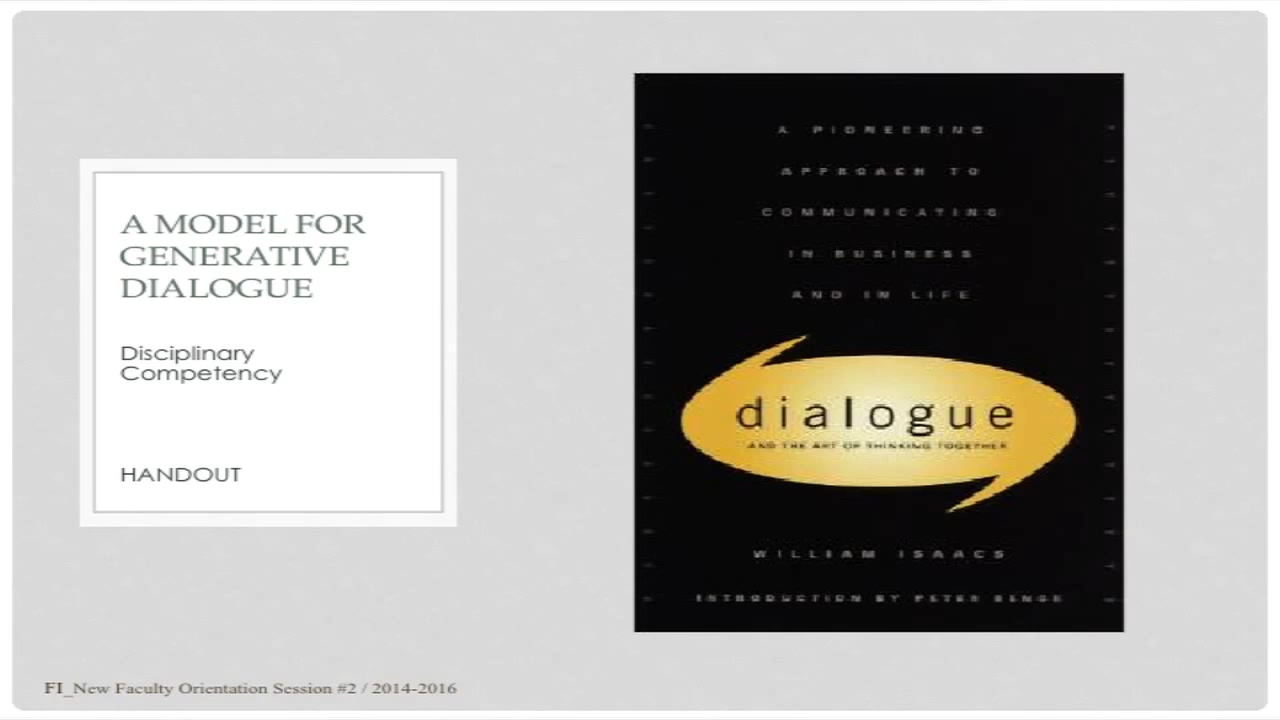 A MODEL FOR
GENERATIVE
DIALOGUE
Disciplinary
Competency
HANDOUT
A PIONEERING
APPROACH TO
COMMUNICATING
IN BUSINESS
AND IN LIFE
dialogue
AND THE ART OF THINKING TOGETHER
WILLIAM ISAACS
INTRODUCTION BY PETER SENGE
FI_New Faculty Orientation Session #2 / 2014-2016